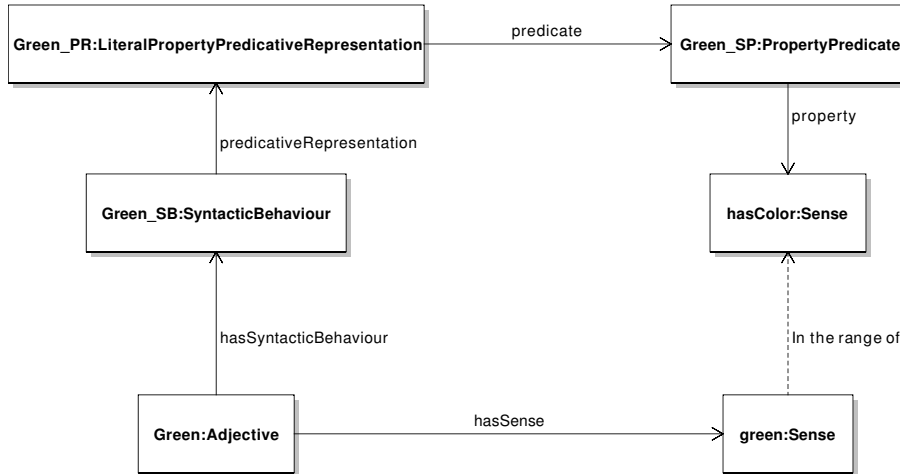 Green_PR:LiteralPropertyPredicativeRepresentation
predicate
Green_SP:PropertyPredicate
property
predicativeRepresentation
Green_SB:SyntacticBehaviour
hasColor:Sense
hasSyntacticBehaviour
In the range of
Green:Adjective
hasSense
green:Sense